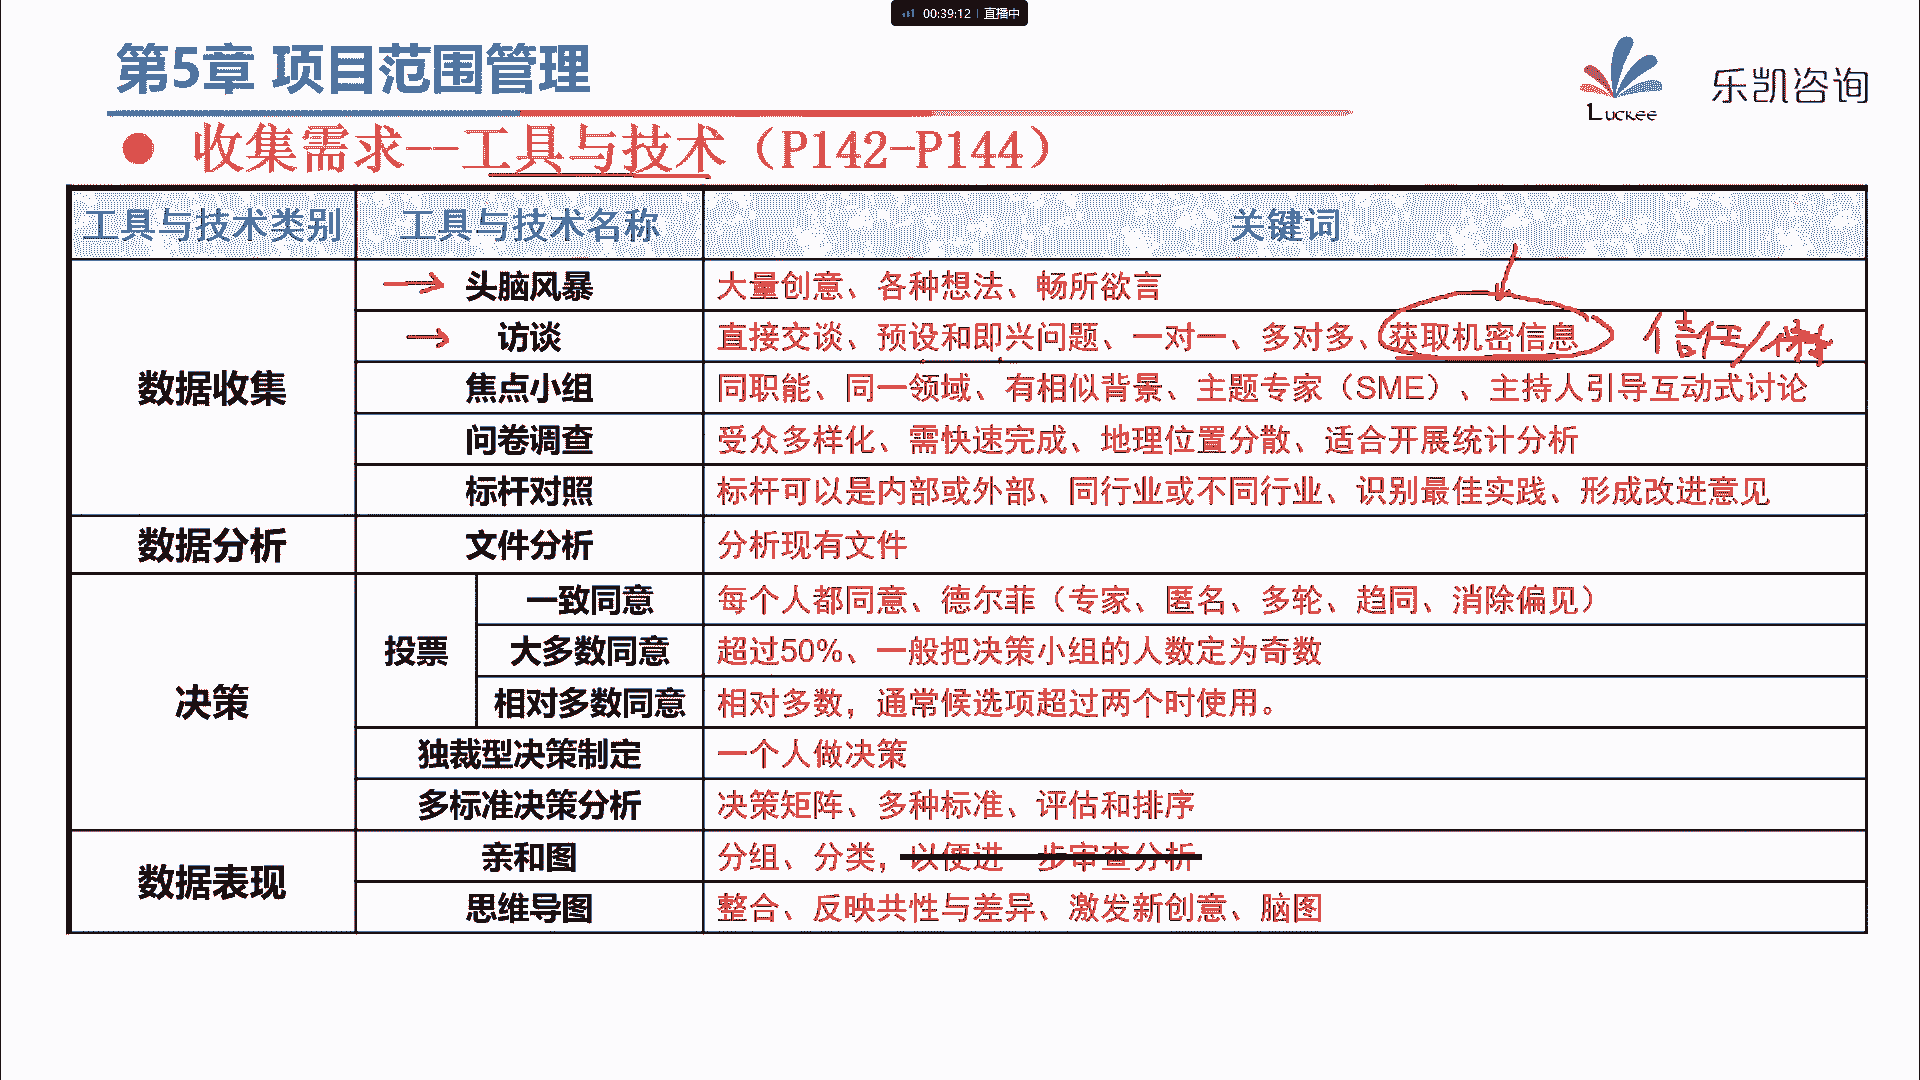 00:39:12 直播中
第5章 项目范围管理
Luckee 乐凯咨询
● 收集需求--工具与技术（P142-P144）
工具与技术类别 工具与技术名称 关键词
数据收集
头脑风暴 大量创意、各种想法、畅所欲言
访谈 直接交谈、预设和即兴问题、一对一、多对多、获取机密信息 信任/
焦点小组 同职能、同一领域、有相似背景、主题专家（SME）、主持人引导互动式讨论
问卷调查 受众多样化、需快速完成、地理位置分散、适合开展统计分析
标杆对照 标杆可以是内部或外部、同行业或不同行业、识别最佳实践、形成改进意见
数据分析 文件分析 分析现有文件
决策
投票
一致同意 每个人都同意、德尔菲（专家、匿名、多轮、趋同、消除偏见）
大多数同意 超过50%、一般把决策小组的人数定为奇数
相对多数同意 相对多数，通常候选项超过两个时使用。
独裁型决策制定 一个人做决策
多标准决策分析 决策矩阵、多种标准、评估和排序
数据表现
亲和图 分组、分类，以便进一步审查分析
思维导图 整合、反映共性与差异、激发新创意、脑图